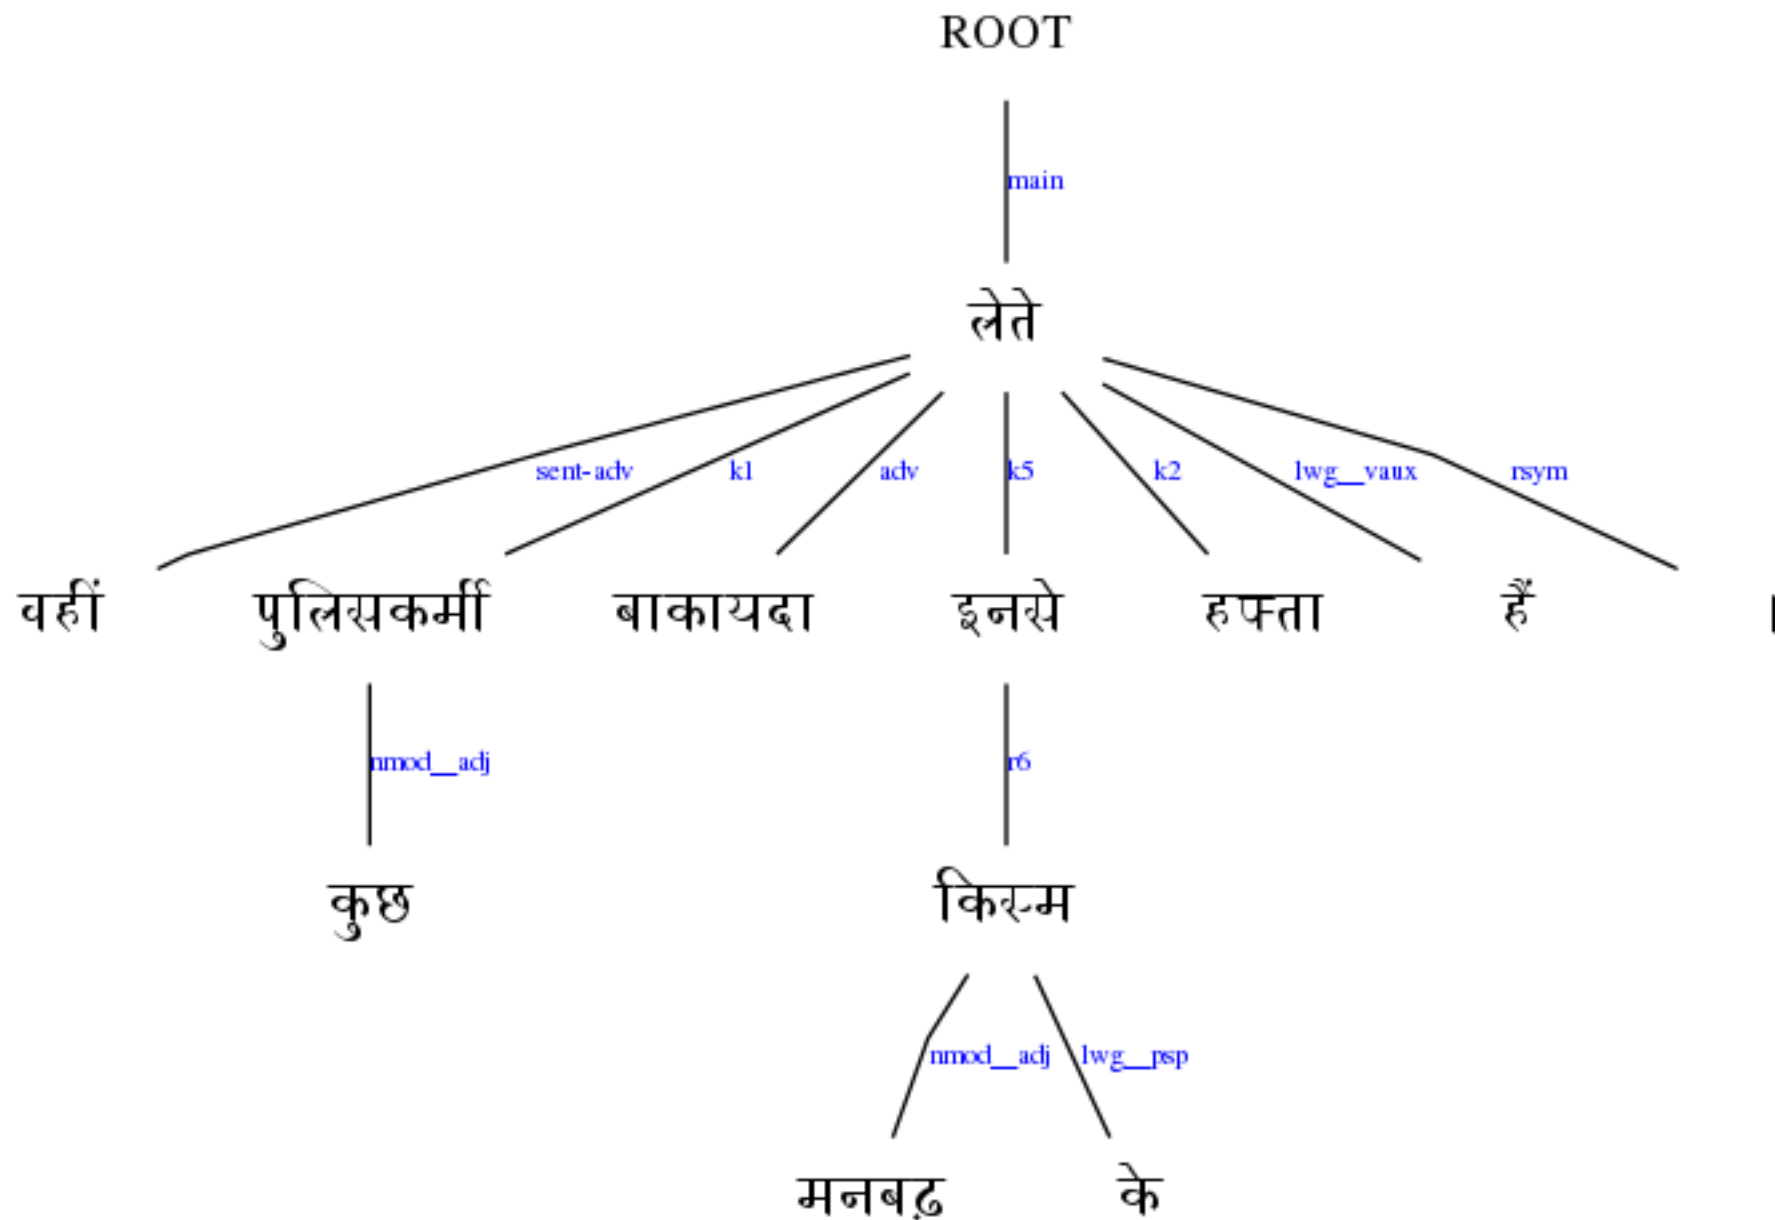 ROOT
main
लेते
sent-adv k1 adv k5 k2 lwg__vaux rsym
वहीं पुलिसकर्मी बाकायदा इनसे हफ्ता हैं ।
nmod__adj r6
कुछ किस्म
nmod__adj lwg__psp
मनबढ़ के